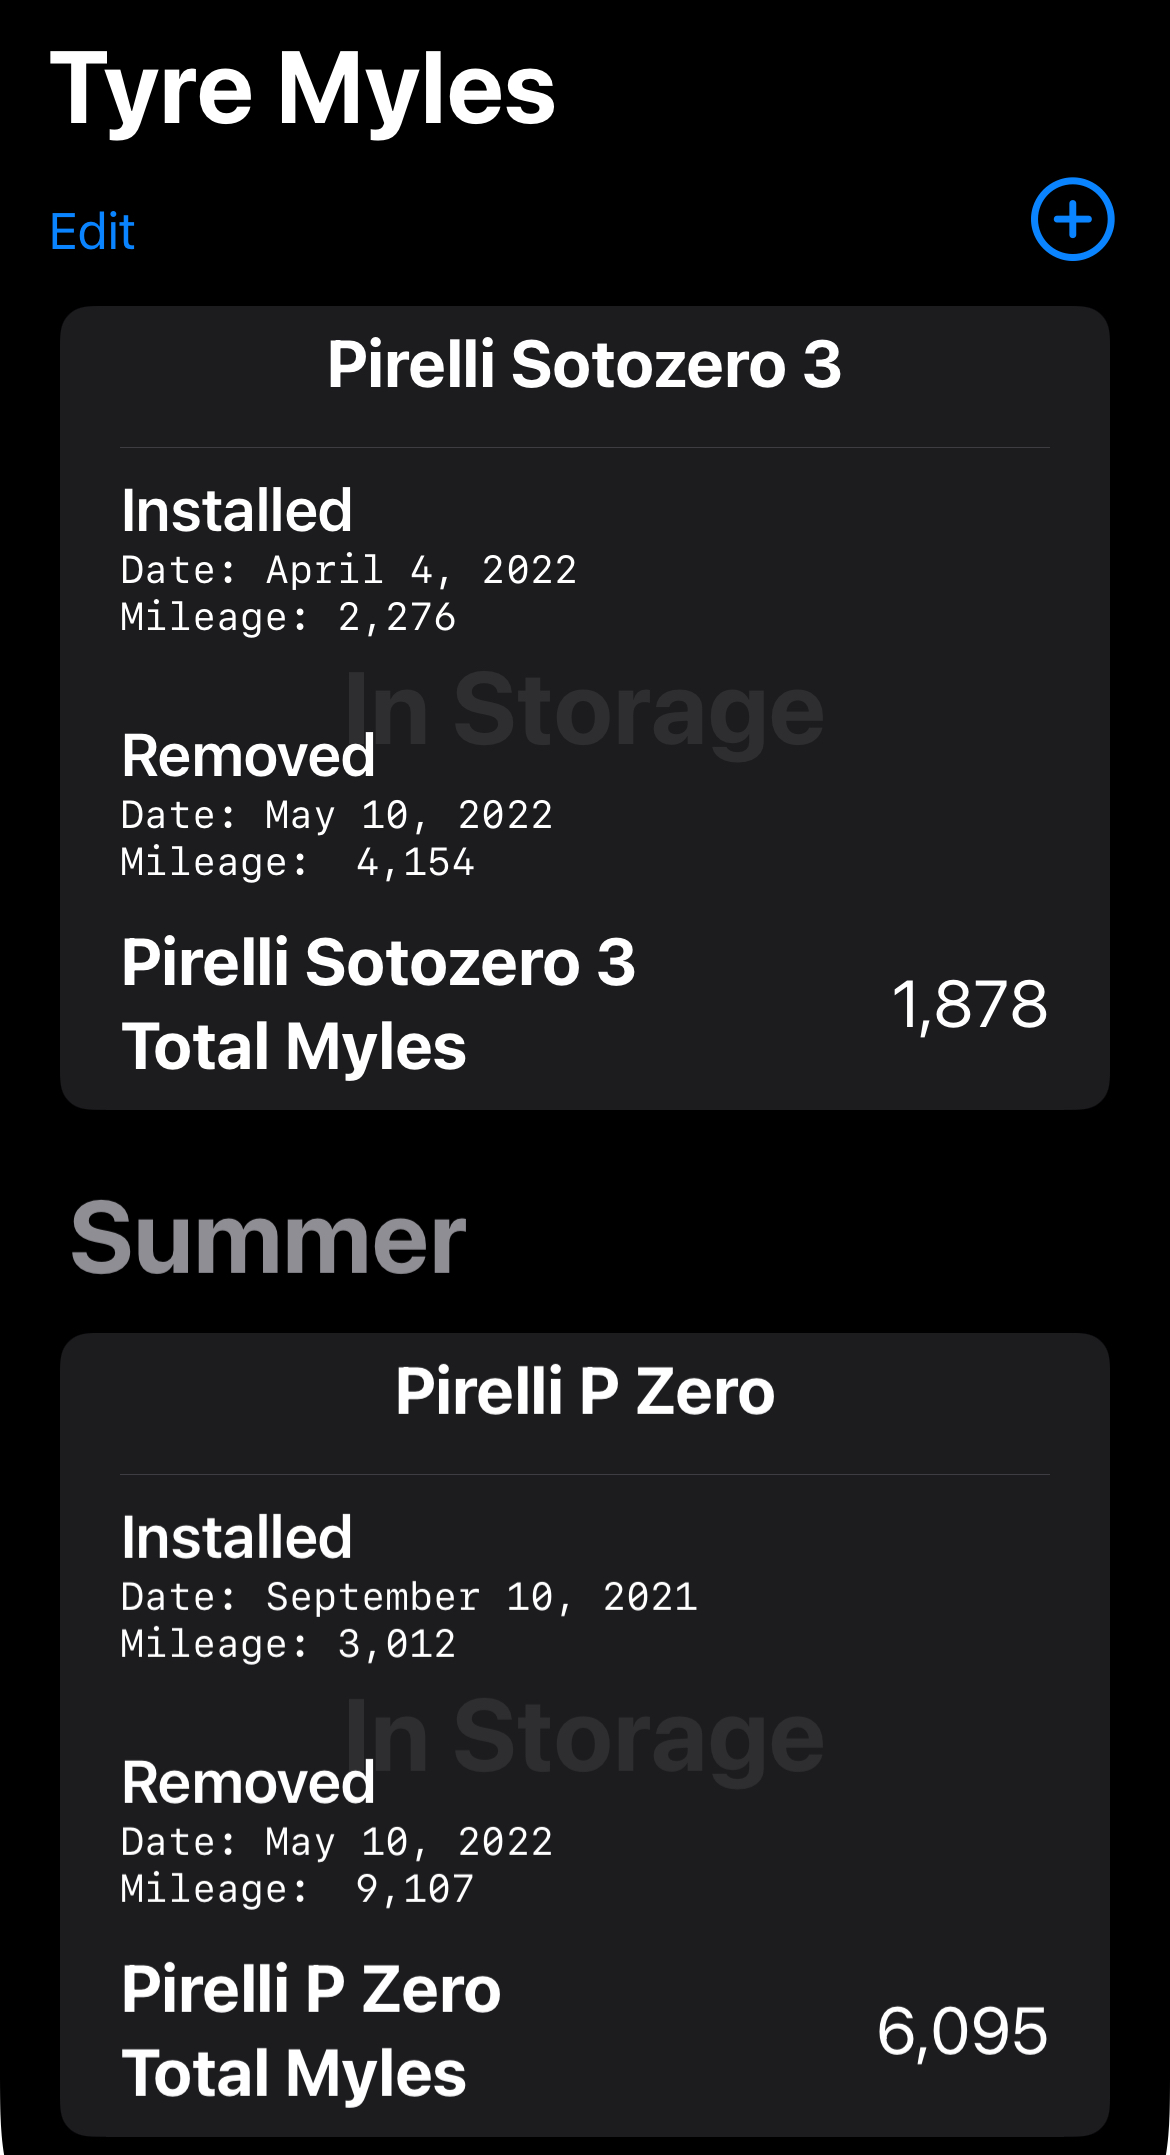 Tyre Myles
Edit
Pirelli Sotozero 3
Installed
Date: April 4, 2022
Mileage: 2,276
In Storage
Removed
Date: May 10, 2022
Mileage: 4,154
Pirelli Sotozero 3
Total Myles
1,878
Summer
Pirelli P Zero
Installed
Date: September 10, 2021
Mileage: 3,012
In Storage
Removed
Date: May 10, 2022
Mileage: 9,107
Pirelli P Zero
Total Myles
6,095